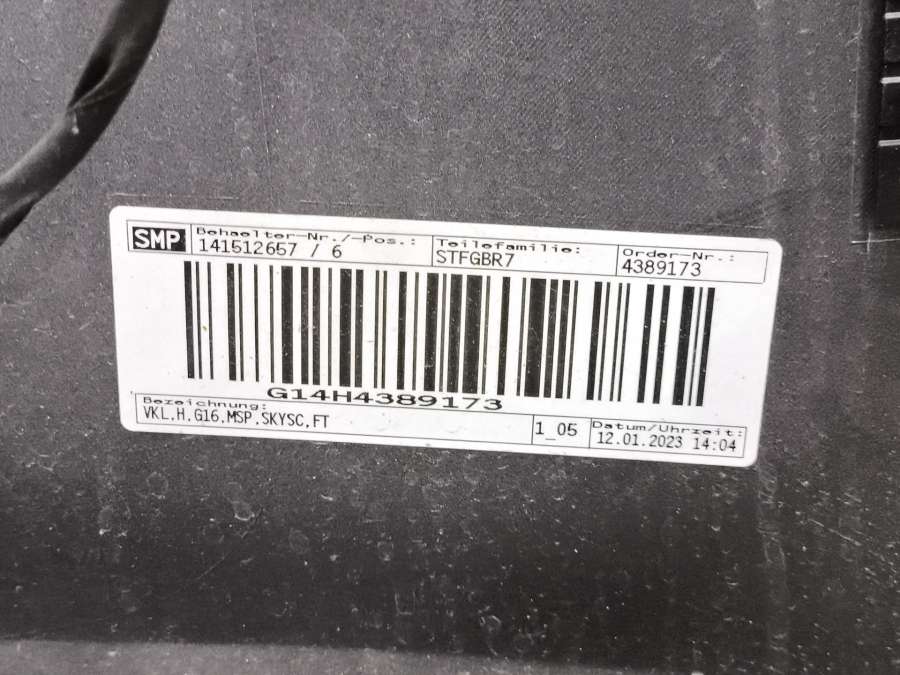 SMP
Behaelter-Nr./-Pos.:
141512657 / 6
Teilefamilie:
STFGBR7
Order-Nr.:
4389173
G14H4389173
Bezeichnung:
VKL,H,G16,MSP,SKYSC,FT
1_05
Datum/Uhrzeit:
12.01.2023 14:04